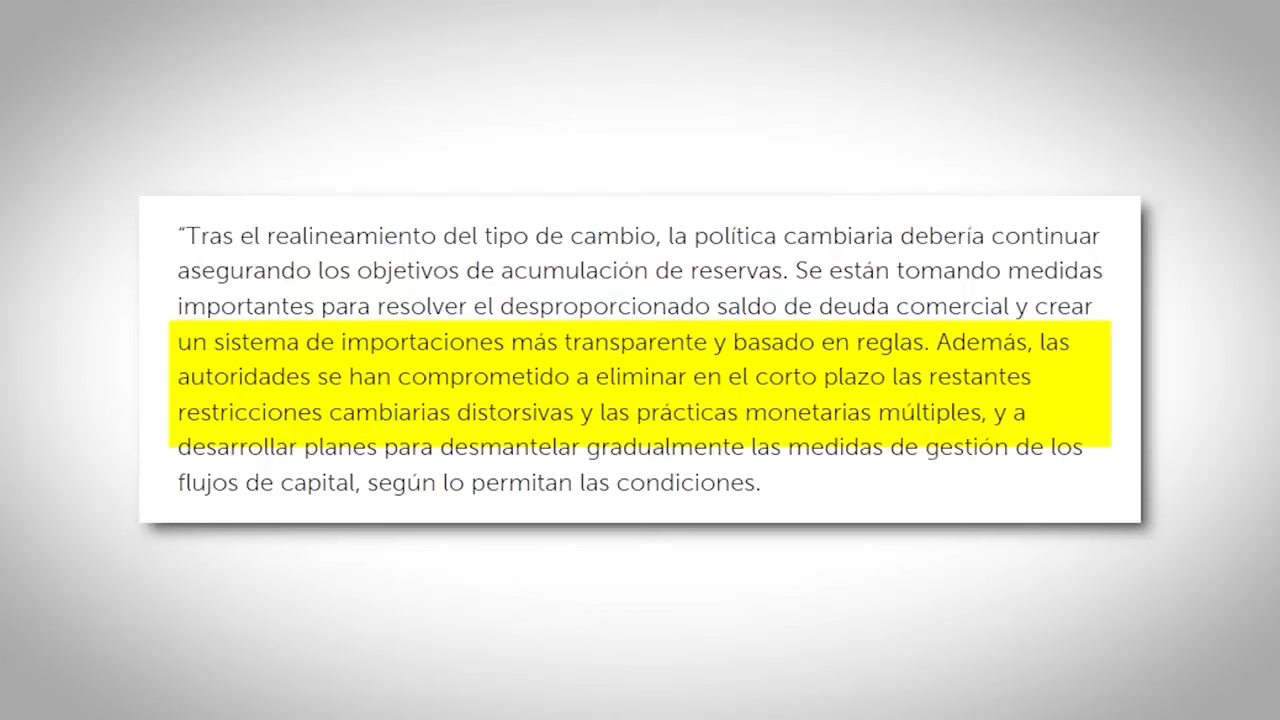 “Tras el realineamiento del tipo de cambio, la política cambiaria debería continuar
asegurando los objetivos de acumulación de reservas. Se están tomando medidas
importantes para resolver el desproporcionado saldo de deuda comercial y crear
un sistema de importaciones más transparente y basado en reglas. Además, las
autoridades se han comprometido a eliminar en el corto plazo las restantes
restricciones cambiarias distorsivas y las prácticas monetarias múltiples, y a
desarrollar planes para desmantelar gradualmente las medidas de gestión de los
flujos de capital, según lo permitan las condiciones.